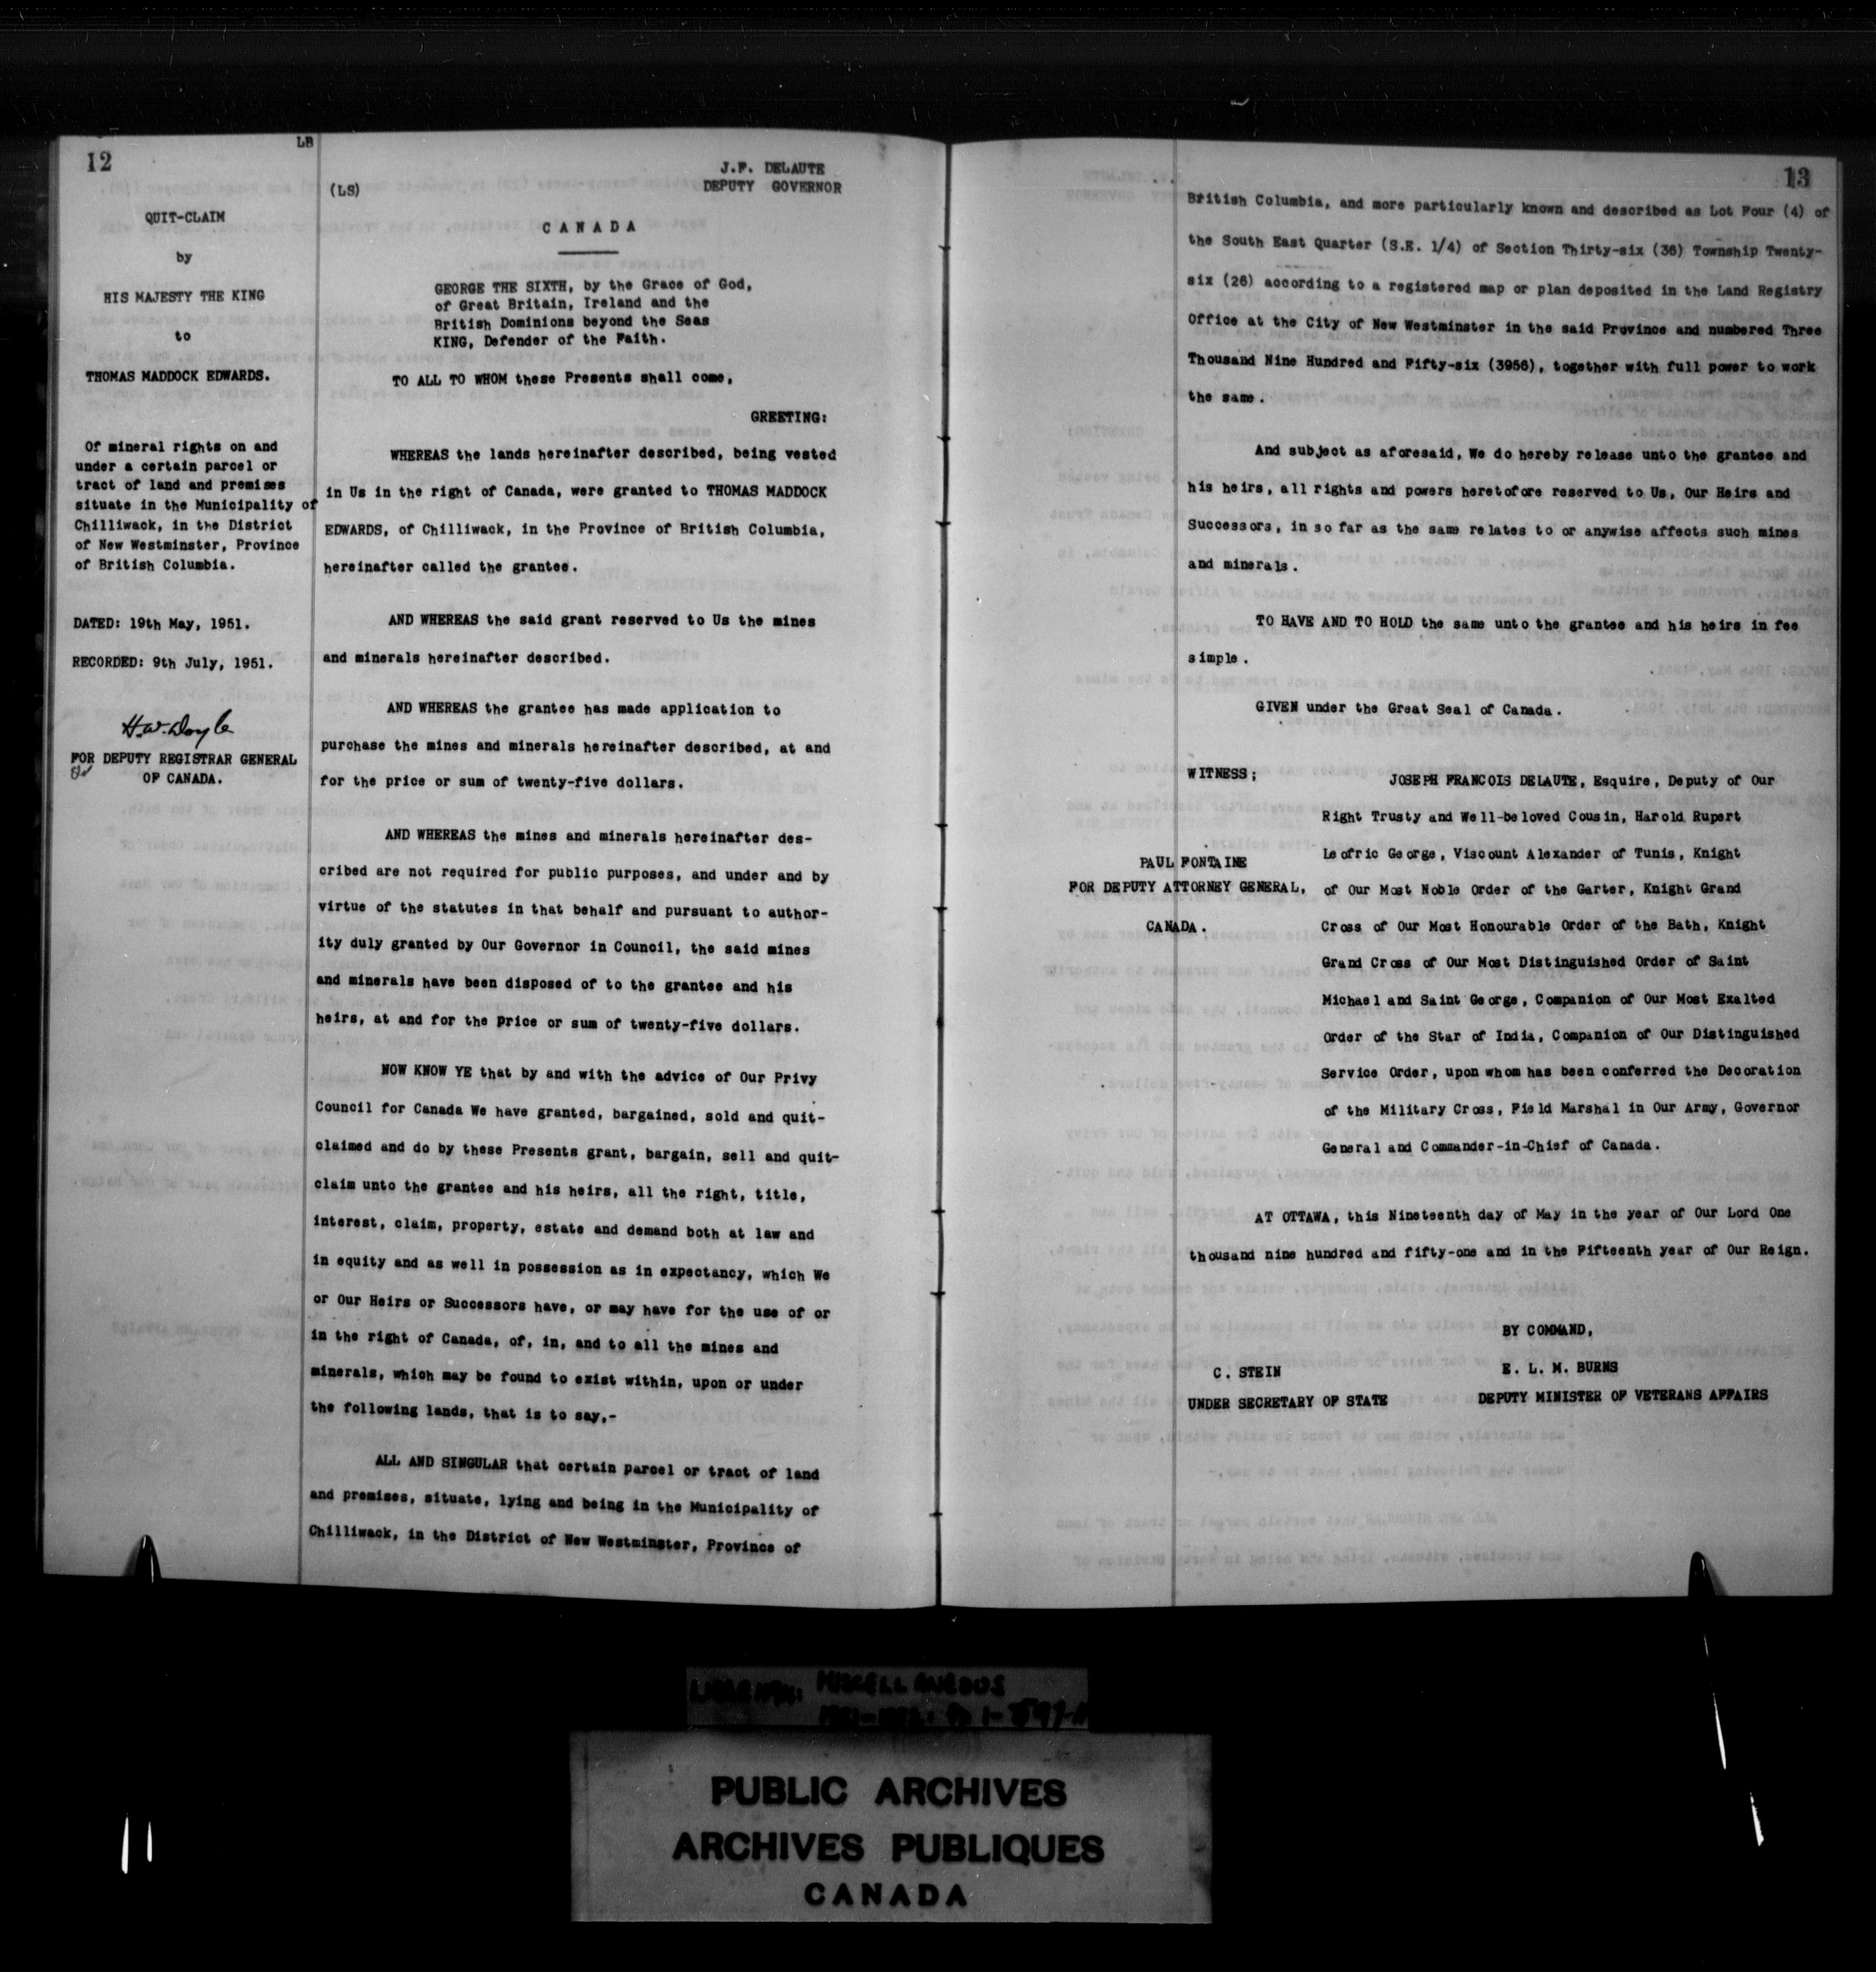 12
LB
QUIT-CLAIM
by
HIS MAJESTY THE KING
to
THOMAS MADDOCK EDWARDS.
Of mineral rights on and
under a certain parcel or
tract of land and premises
situate in the Municipality of
Chilliwack, in the District
of New Westminster, Province
of British Columbia.
DATED: 19th May, 1951.
RECORDED: 9th July, 1951.
H.W. Doyle
FOR DEPUTY REGISTRAR GENERAL
OF CANADA.
J.F. DELAUTE
(LS) DEPUTY GOVERNOR
CANADA
GEORGE THE SIXTH, by the Grace of God,
of Great Britain, Ireland and the
British Dominions beyond the Seas
KING, Defender of the Faith.
TO ALL TO WHOM these Presents shall come,
GREETING:
WHEREAS the lands hereinafter described, being vested
in Us in the right of Canada, were granted to THOMAS MADDOCK
EDWARDS, of Chilliwack, in the Province of British Columbia,
hereinafter called the grantee.
AND WHEREAS the said grant reserved to Us the mines
and minerals hereinafter described.
AND WHEREAS the grantee has made application to
purchase the mines and minerals hereinafter described, at and
for the price or sum of twenty-five dollars.
AND WHEREAS the mines and minerals hereinafter des-
cribed are not required for public purposes, and under and by
virtue of the statutes in that behalf and pursuant to author-
ity duly granted by Our Governor in Council, the said mines
and minerals have been disposed of to the grantee and his
heirs, at and for the price or sum of twenty-five dollars.
NOW KNOW YE that by and with the advice of Our Privy
Council for Canada We have granted, bargained, sold and quit-
claimed and do by these Presents grant, bargain, sell and quit-
claim unto the grantee and his heirs, all the right, title,
interest, claim, property, estate and demand both at law and
in equity and as well in possession as in expectancy, which We
or Our Heirs or Successors have, or may have for the use of or
in the right of Canada, of, in, and to all the mines and
minerals, which may be found to exist within, upon or under
the following lands, that is to say,-
ALL AND SINGULAR that certain parcel or tract of land
and premises, situate, lying and being in the Municipality of
Chilliwack, in the District of New Westminster, Province of
13
British Columbia, and more particularly known and described as Lot Four (4) of
the South East Quarter (S.E. 1/4) of Section Thirty-six (36) Township Twenty-
six (26) according to a registered map or plan deposited in the Land Registry
Office at the City of New Westminster in the said Province and numbered Three
Thousand Nine Hundred and Fifty-six (3956), together with full power to work
the same.
And subject as aforesaid, We do hereby release unto the grantee and
his heirs, all rights and powers heretofore reserved to Us, Our Heirs and
Successors, in so far as the same relates to or anywise affects such mines
and minerals.
TO HAVE AND TO HOLD the same unto the grantee and his heirs in fee
simple.
GIVEN under the Great Seal of Canada.
WITNESS; JOSEPH FRANCOIS DELAUTE, Esquire, Deputy of Our
Right Trusty and Well-beloved Cousin, Harold Rupert
Leofric George, Viscount Alexander of Tunis, Knight
of Our Most Noble Order of the Garter, Knight Grand
Cross of Our Most Honourable Order of the Bath, Knight
Grand Cross of Our Most Distinguished Order of Saint
Michael and Saint George, Companion of Our Most Exalted
Order of the Star of India, Companion of Our Distinguished
Service Order, upon whom has been conferred the Decoration
of the Military Cross, Field Marshal in Our Army, Governor
General and Commander-in-Chief of Canada.
PAUL FONTAINE
FOR DEPUTY ATTORNEY GENERAL,
CANADA.
AT OTTAWA, this Nineteenth day of May in the year of Our Lord One
thousand nine hundred and fifty-one and in the Fifteenth year of Our Reign.
BY COMMAND,
C. STEIN
UNDER SECRETARY OF STATE
E. L. M. BURNS
DEPUTY MINISTER OF VETERANS AFFAIRS
MISCELLANEOUS
PUBLIC ARCHIVES
ARCHIVES PUBLIQUES
CANADA